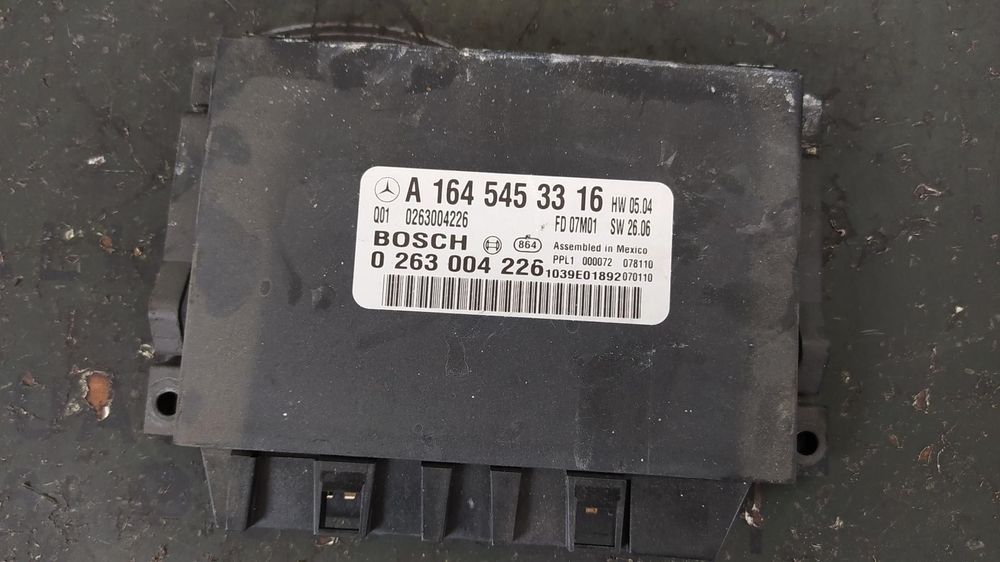 A 164 545 33 16 HW 05.04
Q01 0263004226 FD 07M01 SW 26.06
BOSCH 864 Assembled in Mexico
PPL1 000072 078110
0 263 004 226 1039E01892070110